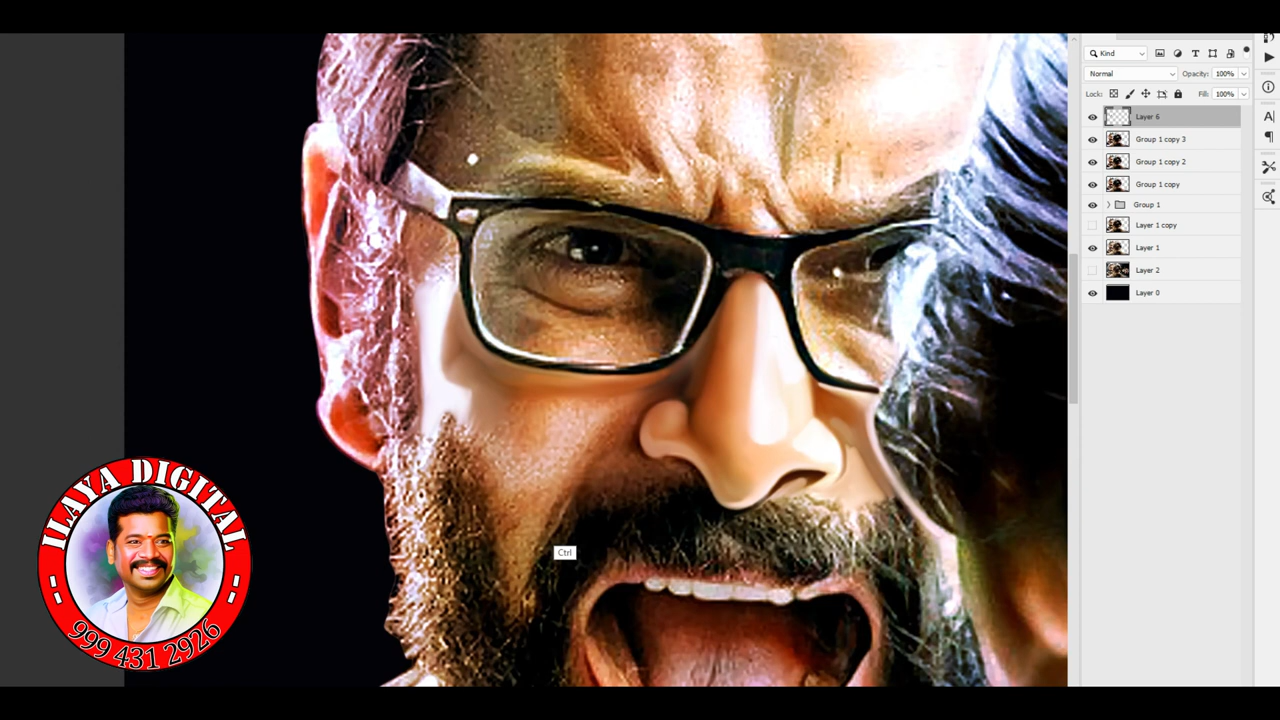 Kind
Normal
Opacity: 100%
Lock:
Fill: 100%
Layer 6
Group 1 copy 3
Group 1 copy 2
Group 1 copy
Group 1
Layer 1 copy
Layer 1
Layer 2
Layer 0
Ctrl
ILAYA DIGITAL
999 431 2926